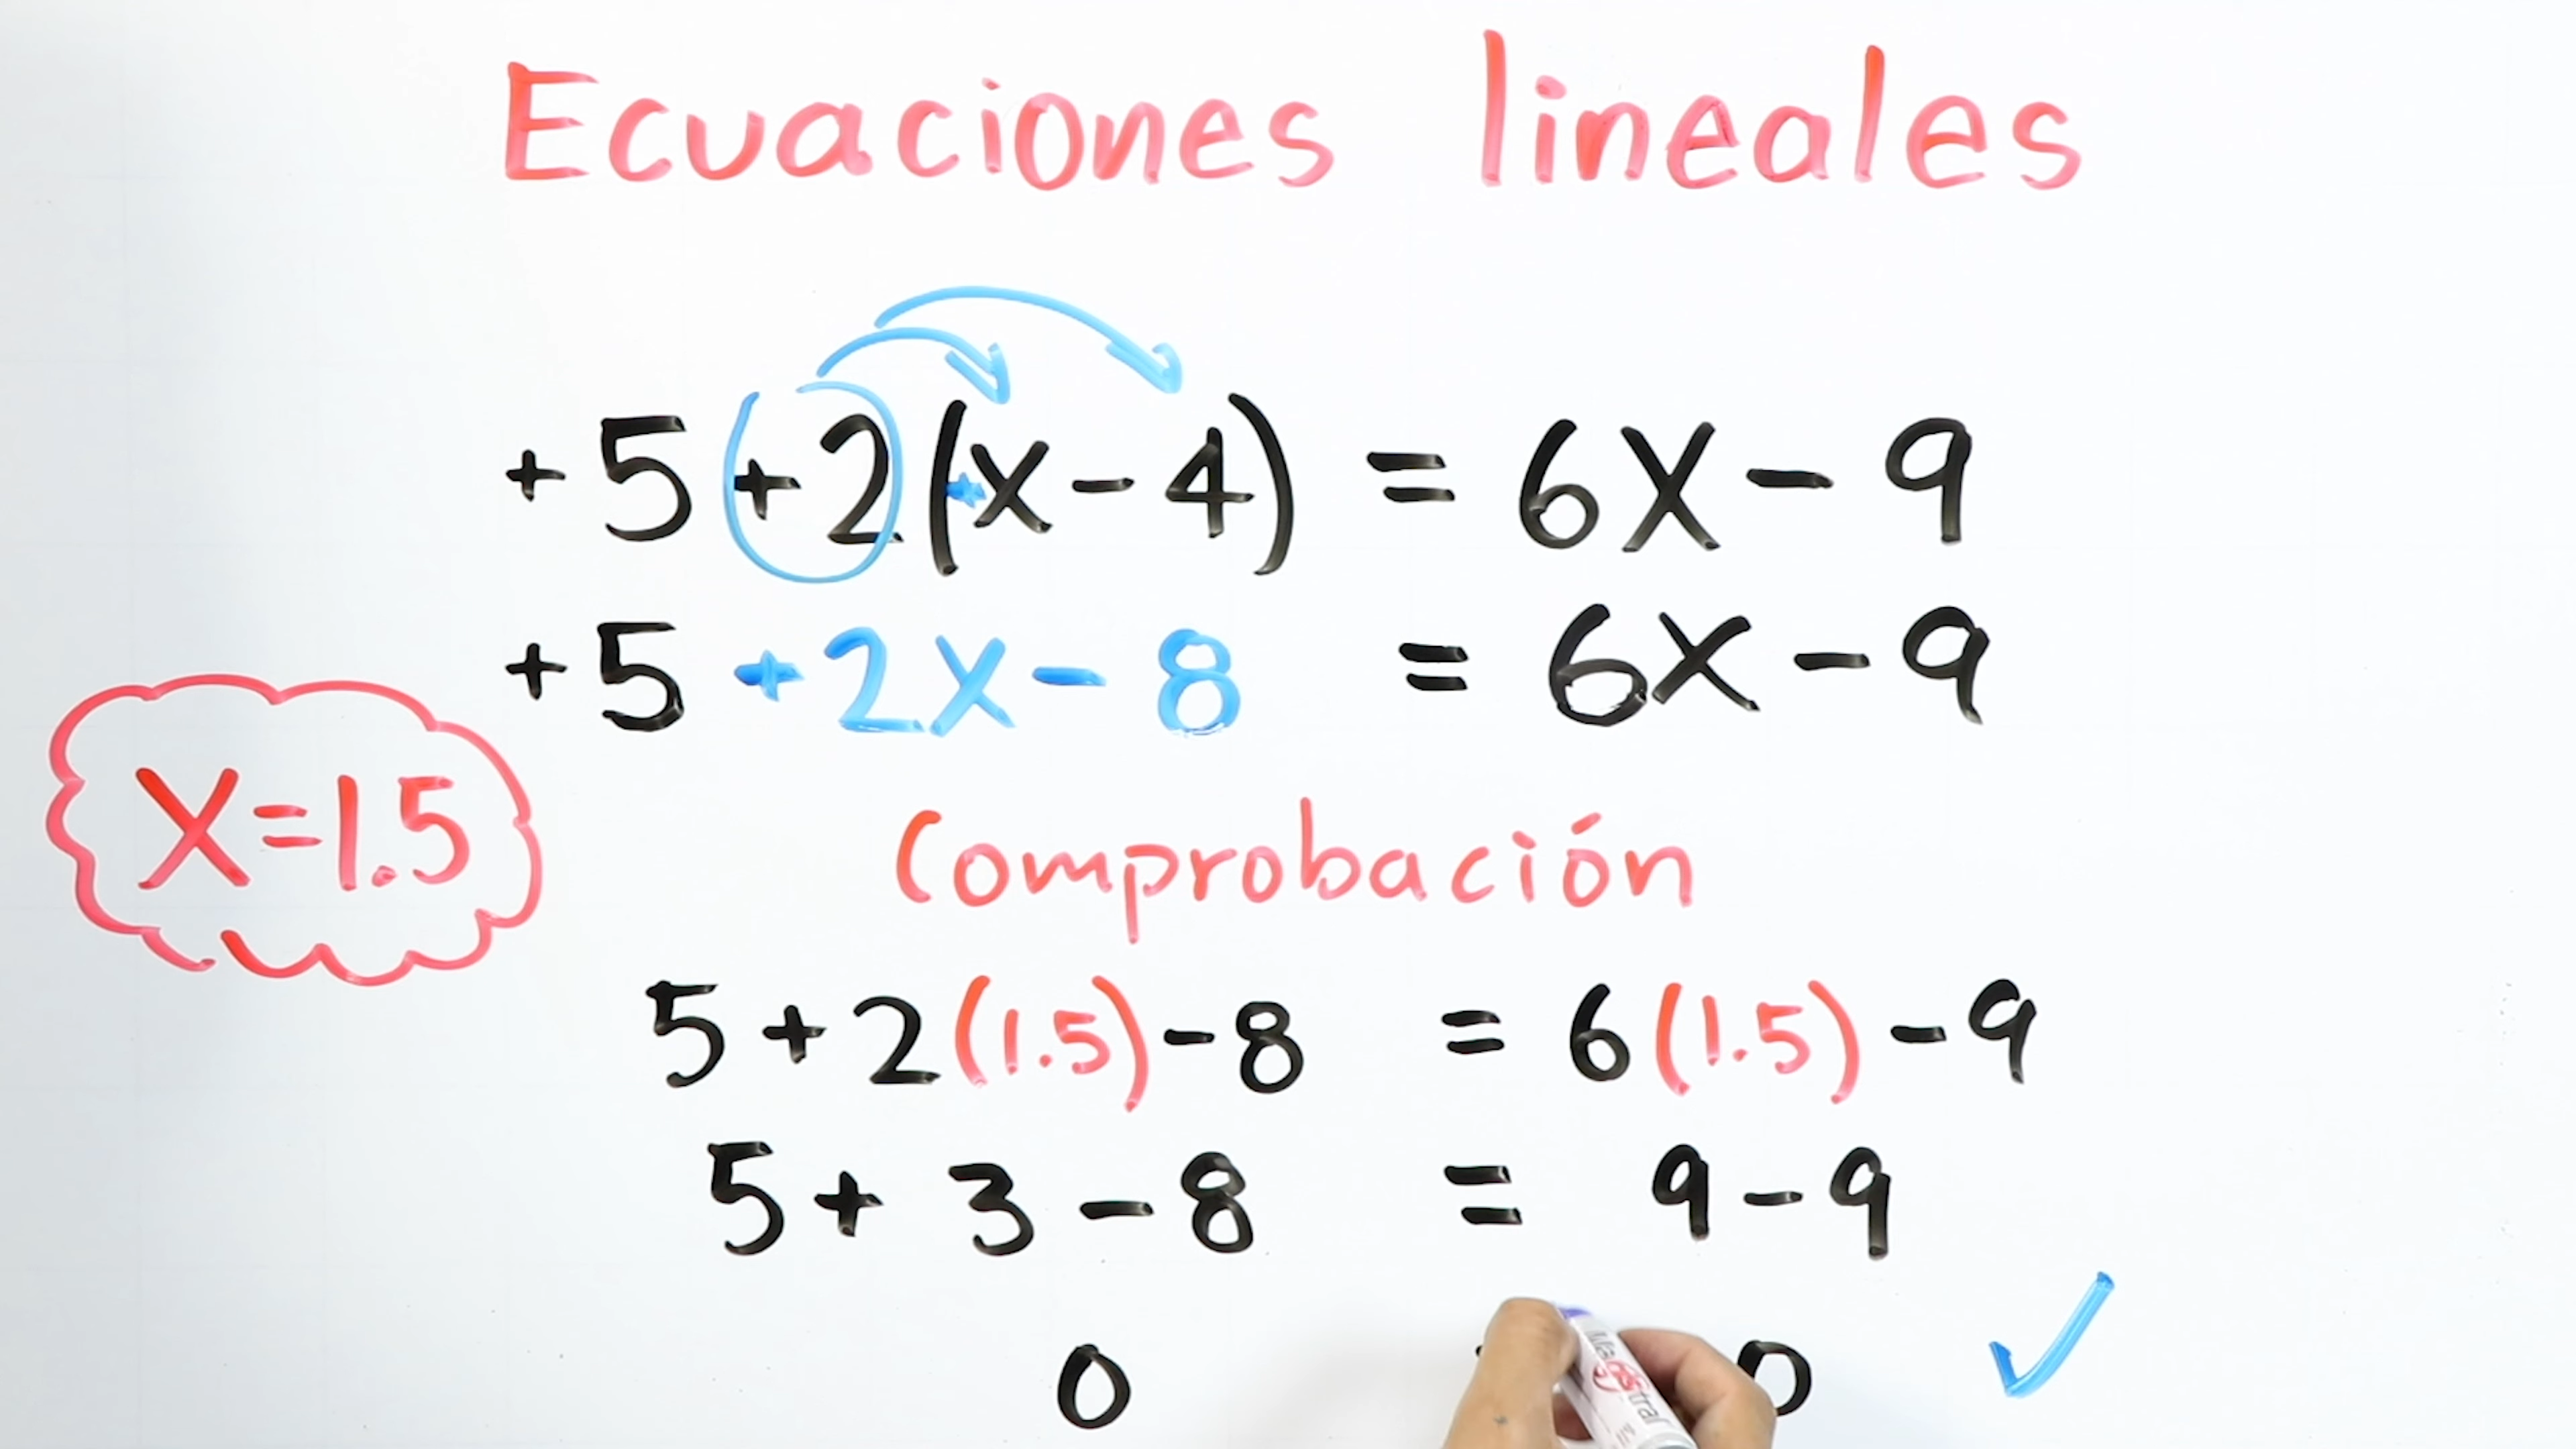 Ecuaciones lineales
+5+2(+x-4) = 6x-9
+5+2x-8 = 6x-9
x=1.5
Comprobación
5+2(1.5)-8 = 6(1.5)-9
5+3-8 = 9-9
0 0 ✓